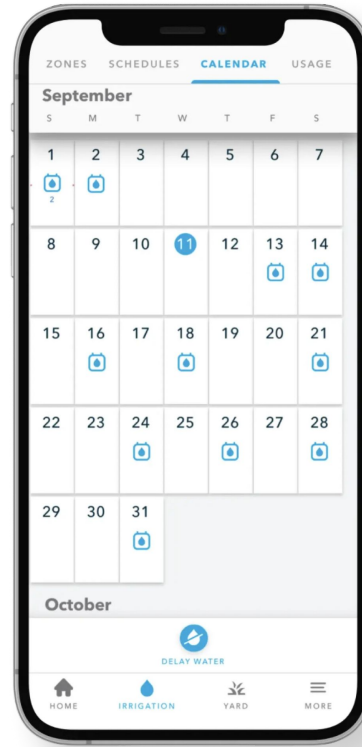 ZONES SCHEDULES CALENDAR USAGE
September
S M T W T F S
1 2 3 4 5 6 7
2
8 9 10 11 12 13 14
15 16 17 18 19 20 21
22 23 24 25 26 27 28
29 30 31
October
DELAY WATER
HOME IRRIGATION YARD MORE